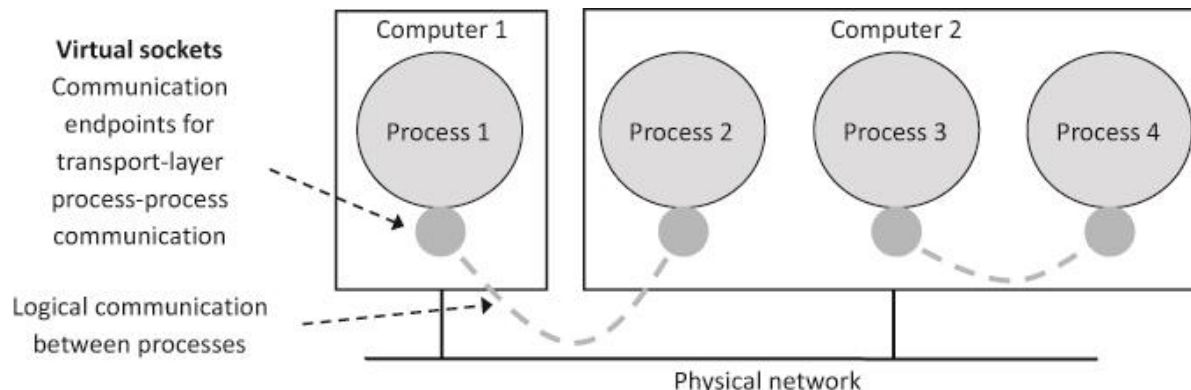 Virtual sockets
Communication
endpoints for
transport-layer
process-process
communication
Logical communication
between processes
Computer 1
Process 1
Computer 2
Process 2
Process 3
Process 4
Physical network